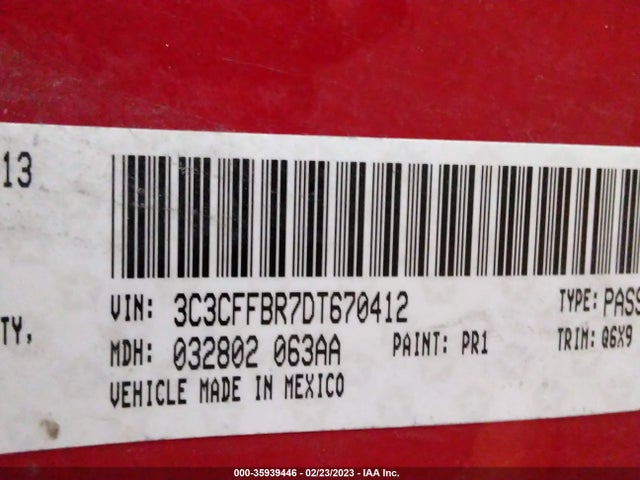 13
VIN: 3C3CFFBR7DT670412 TYPE: PASS
TY,
MDH: 032802 063AA PAINT: PR1 TRIM: Q6X9
VEHICLE MADE IN MEXICO
000-35939446 - 02/23/2023 - IAA Inc.